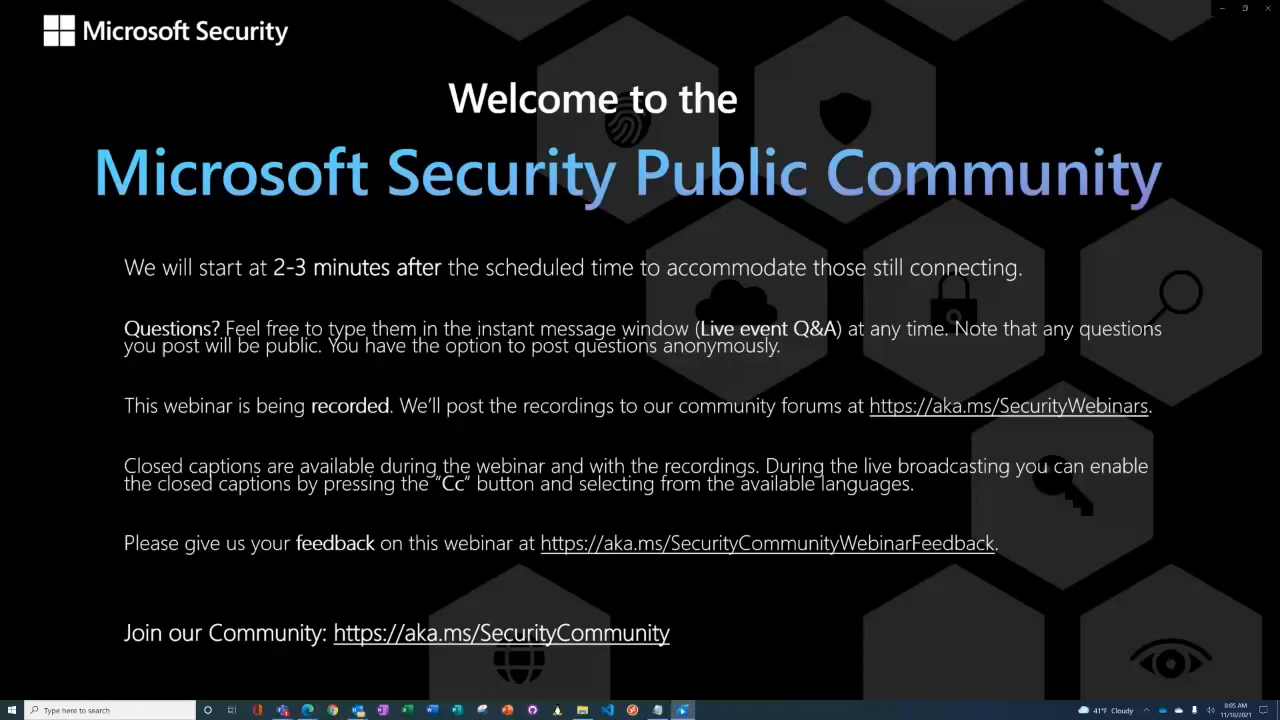 Microsoft Security
Welcome to the
Microsoft Security Public Community
We will start at 2-3 minutes after the scheduled time to accommodate those still connecting.
Questions? Feel free to type them in the instant message window (Live event Q&A) at any time. Note that any questions
you post will be public. You have the option to post questions anonymously.
This webinar is being recorded. We’ll post the recordings to our community forums at https://aka.ms/SecurityWebinars.
Closed captions are available during the webinar and with the recordings. During the live broadcasting you can enable
the closed captions by pressing the “Cc” button and selecting from the available languages.
Please give us your feedback on this webinar at https://aka.ms/SecurityCommunityWebinarFeedback.
Join our Community: https://aka.ms/SecurityCommunity
Type here to search
41°F Cloudy
8:05 AM
11/18/2021